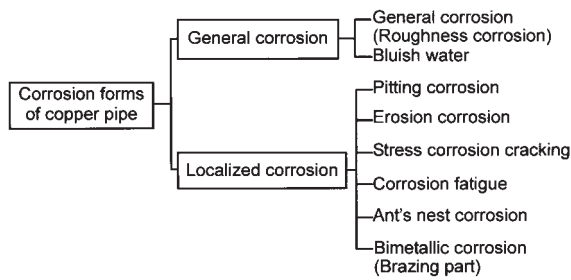 General corrosion
(Roughness corrosion)
Bluish water
General corrosion
Corrosion forms
of copper pipe
Pitting corrosion
Erosion corrosion
Stress corrosion cracking
Localized corrosion
Corrosion fatigue
Ant's nest corrosion
Bimetallic corrosion
(Brazing part)